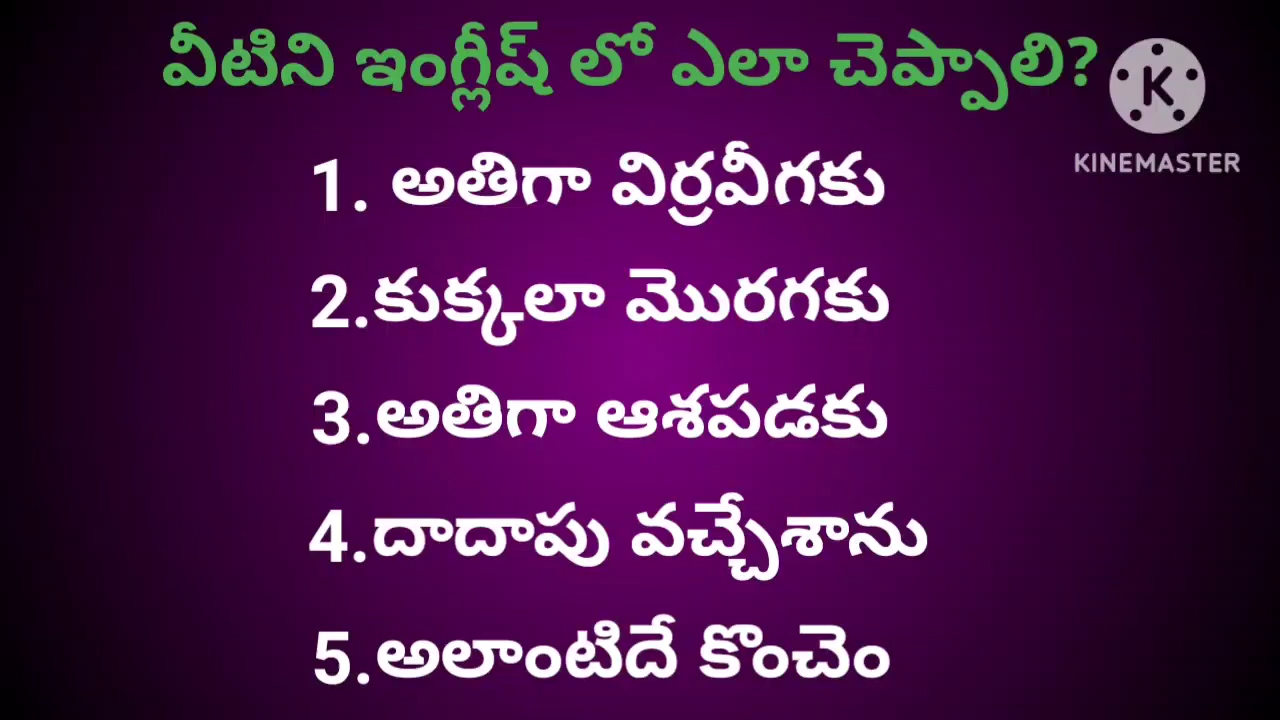 వీటిని ఇంగ్లీష్ లో ఎలా చెప్పాలి?
K
KINEMASTER
1. అతిగా విర్రవీగకు
2.కుక్కలా మొరగకు
3.అతిగా ఆశపడకు
4.దాదాపు వచ్చేశాను
5.అలాంటిదే కొంచెం